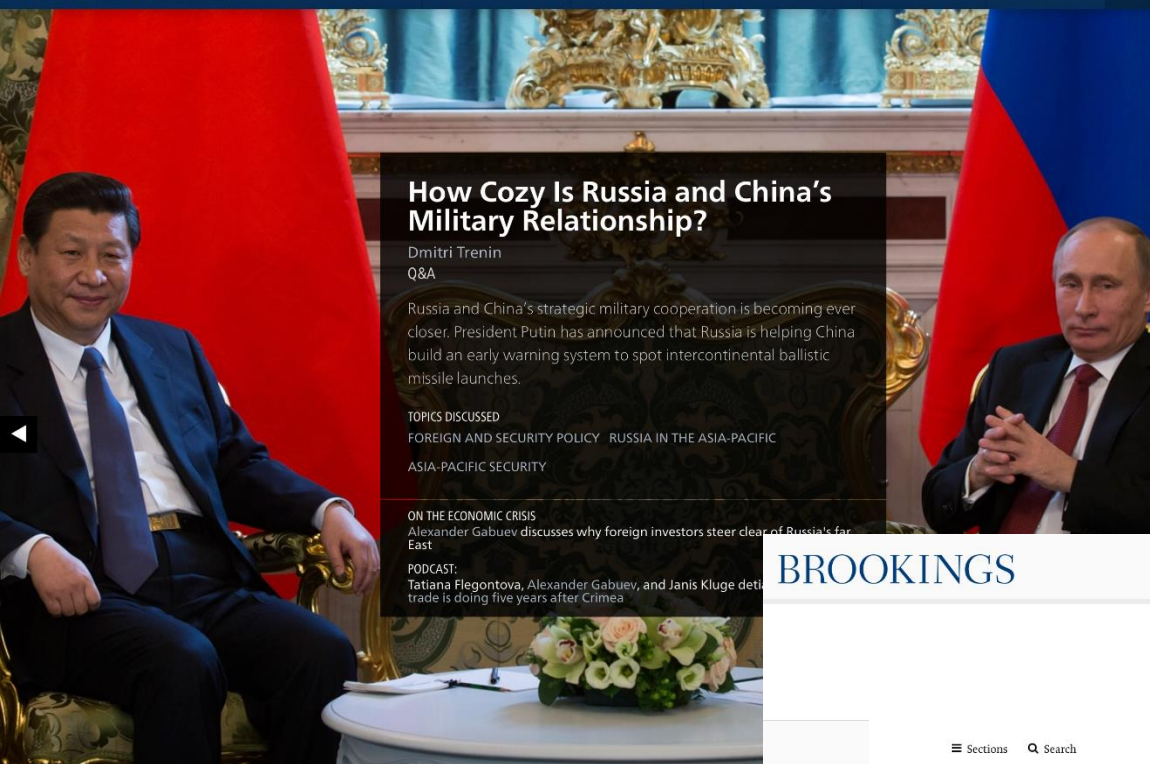 How Cozy Is Russia and China's
Military Relationship?
Dmitri Trenin
Q&A
Russia and China's strategic military cooperation is becoming ever
closer. President Putin has announced that Russia is helping China
build an early warning system to spot intercontinental ballistic
missile launches.
TOPICS DISCUSSED
FOREIGN AND SECURITY POLICY RUSSIA IN THE ASIA-PACIFIC
ASIA-PACIFIC SECURITY
ON THE ECONOMIC CRISIS
Alexander Gabuev discusses why foreign investors steer clear of Russia's far
East
PODCAST:
Tatiana Flegontova, Alexander Gabuev, and Janis Kluge detia
trade is doing five years after Crimea
BROOKINGS
Sections Search